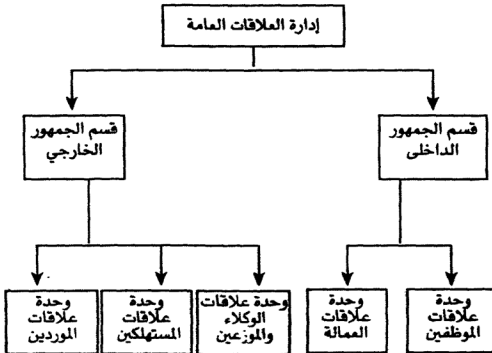 إدارة العلاقات العامة
قسم الجمهور
الداخلى
قسم الجمهور
الخارجي
وحدة
علاقات
الموظفين
وحدة
علاقات
العمالة
وحدة علاقات
الوكلاء
والموزعين
وحدة
علاقات
المستهلكين
وحدة
علاقات
الموردين